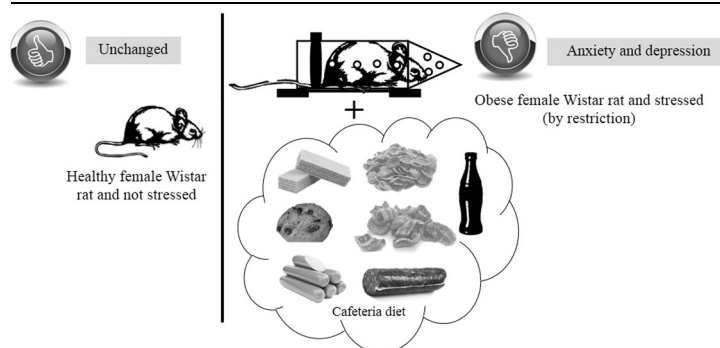 Unchanged
Healthy female Wistar
rat and not stressed
+
Anxiety and depression
Obese female Wistar rat and stressed
(by restriction)
Cafeteria diet